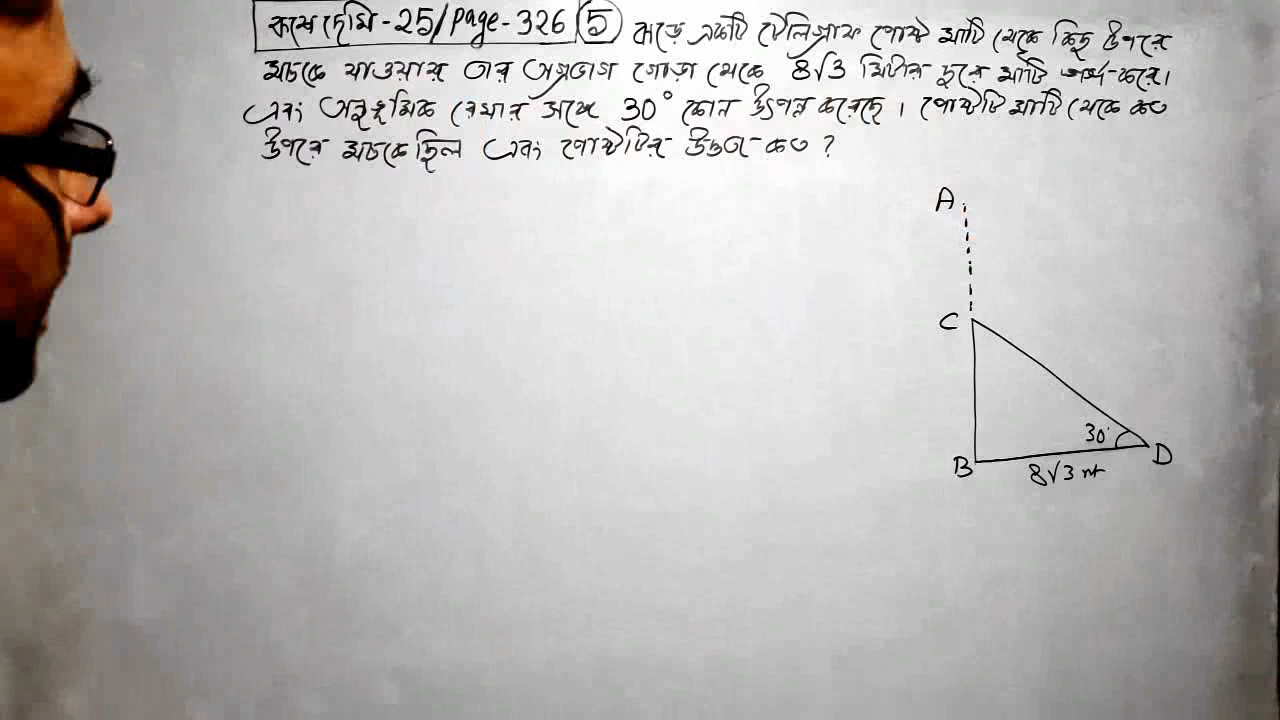 কষে দেখি -25/Page-326 (5) ঝড়ে একটি টেলিগ্রাফ পোস্ট মাটি থেকে কিছু উপরে
মচকে যাওয়ায় তার অগ্রভাগ গোড়া থেকে 8√3 মিটার দূরে মাটি স্পর্শ করে।
এবং অনুভূমিক রেখার সঙ্গে 30° কোন উৎপন্ন করেছে। পোস্টটি মাটি থেকে কত
উপরে মচকেছিল এবং পোস্টটির উচ্চতা কত ?
A
C
30°
B
D
8√3 মি